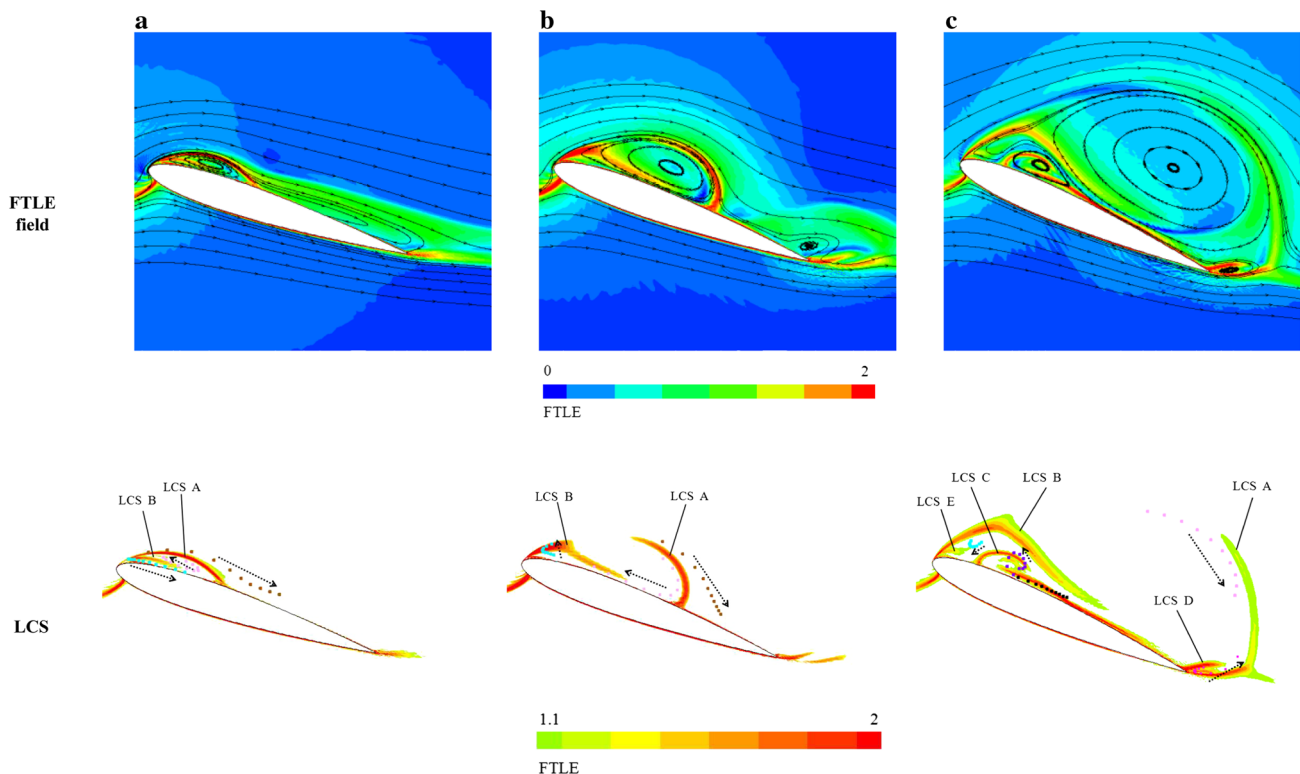 a b c
FTLE
field
0 2
FTLE
LCS B LCS A
LCS B LCS A
LCS E LCS C LCS B LCS A
LCS D
LCS
1.1 2
FTLE